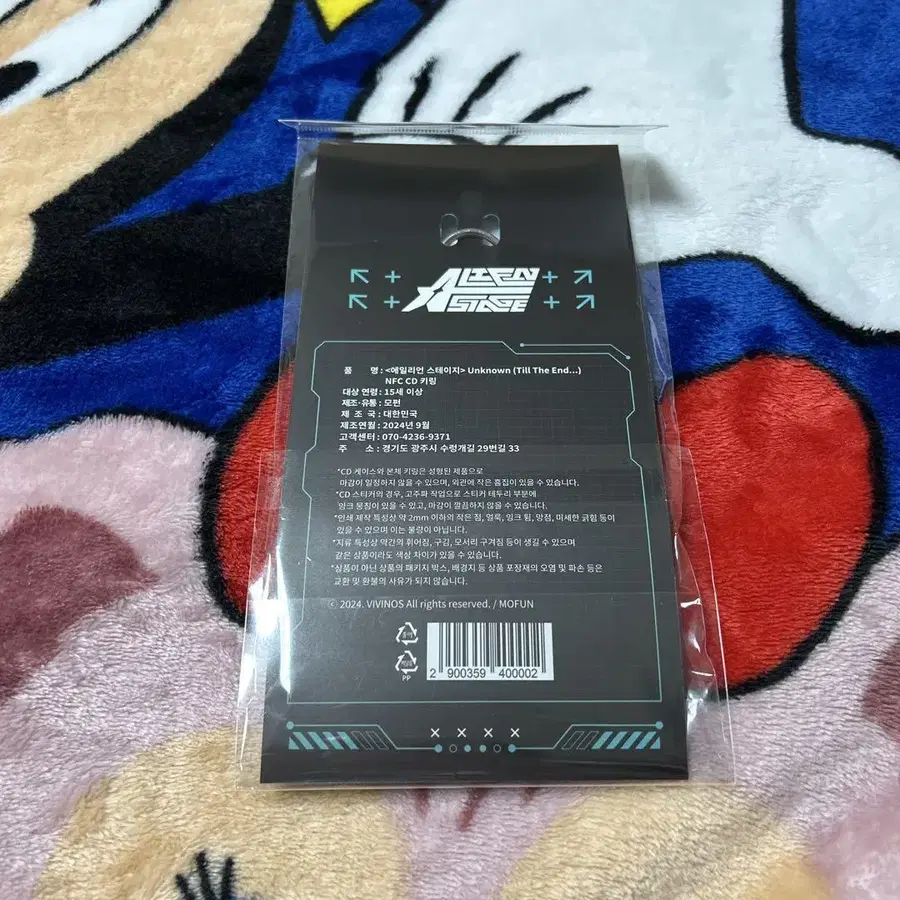 ALIEN
STAGE
품 명 : <에일리언 스테이지> Unknown (Till The End...)
NFC CD 키링
대상 연령 : 15세 이상
제조·유통 : 모펀
제 조 국 : 대한민국
제조연월 : 2024년 9월
고객센터 : 070-4236-9371
주 소 : 경기도 광주시 수렁개길 29번길 33
*CD 케이스와 본체 키링은 성형된 제품으로
마감이 일정하지 않을 수 있으며, 외관에 작은 흠집이 있을 수 있습니다.
*CD 스티커의 경우, 고주파 작업으로 스티커 테두리 부분에
잉크 뭉침이 있을 수 있고, 마감이 깔끔하지 않을 수 있습니다.
*인쇄 제작 특성상 약 2mm 이하의 작은 점, 얼룩, 잉크 튐, 망점, 미세한 긁힘 등이
있을 수 있으며 이는 불량이 아닙니다.
*지류 특성상 약간의 휘어짐, 구김, 모서리 구겨짐 등이 생길 수 있으며
같은 상품이라도 색상 차이가 있을 수 있습니다.
*상품이 아닌 상품의 패키지 박스, 배경지 등 상품 포장재의 오염 및 파손 등은
교환 및 환불의 사유가 되지 않습니다.
ⓒ 2024. VIVINOS All rights reserved. / MOFUN
종이
PP
2 900359 400002